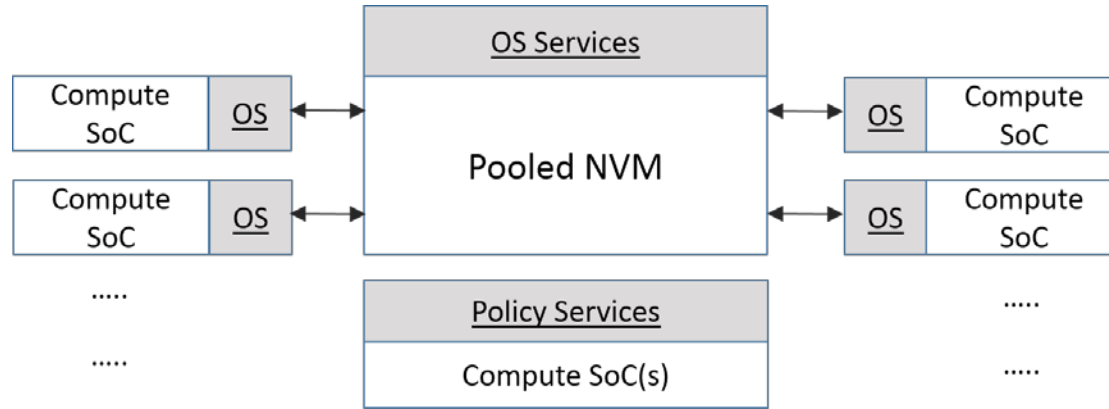 OS Services
Compute
SoC
OS
Pooled NVM
OS
Compute
SoC
Compute
SoC
OS
OS
Compute
SoC
.....
.....
Policy Services
Compute SoC(s)
.....
.....